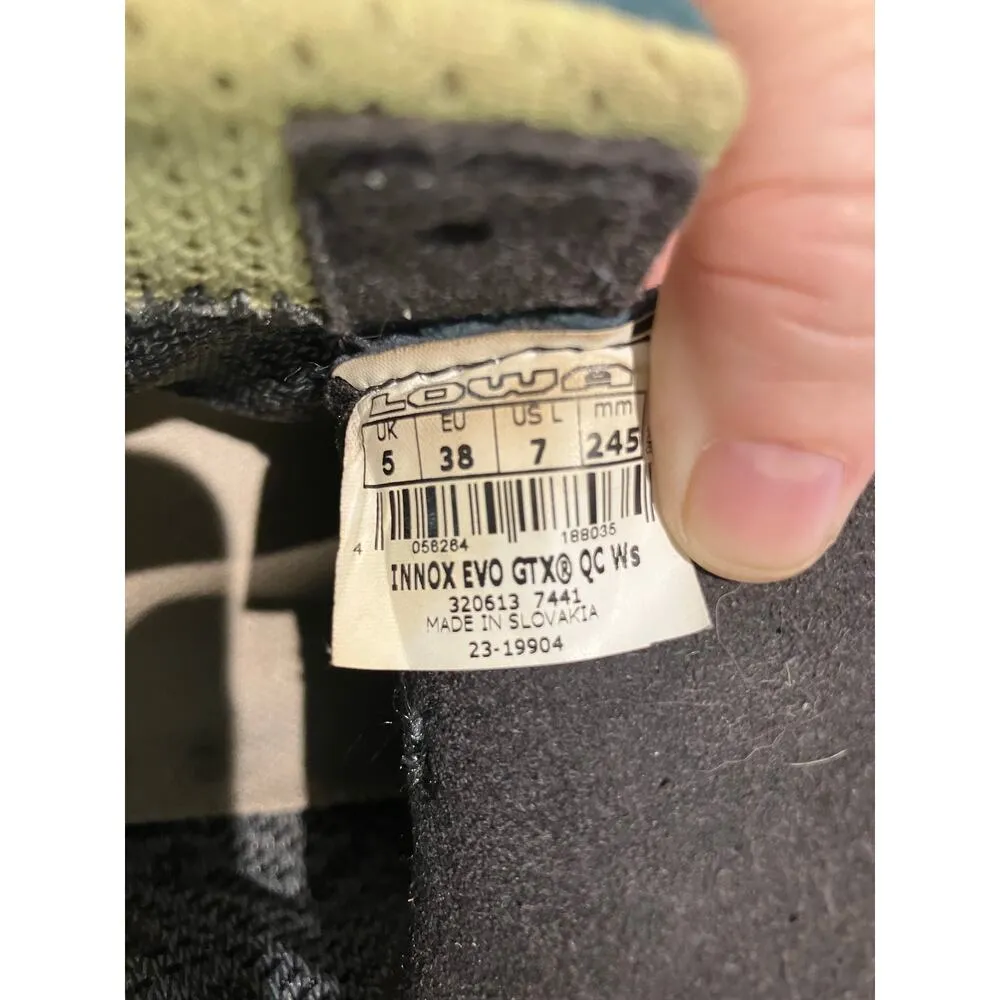 LOWA
UK EU US L mm
5 38 7 245
4 056264 188035
INNOX EVO GTX® QC Ws
320613 7441
MADE IN SLOVAKIA
23-19904